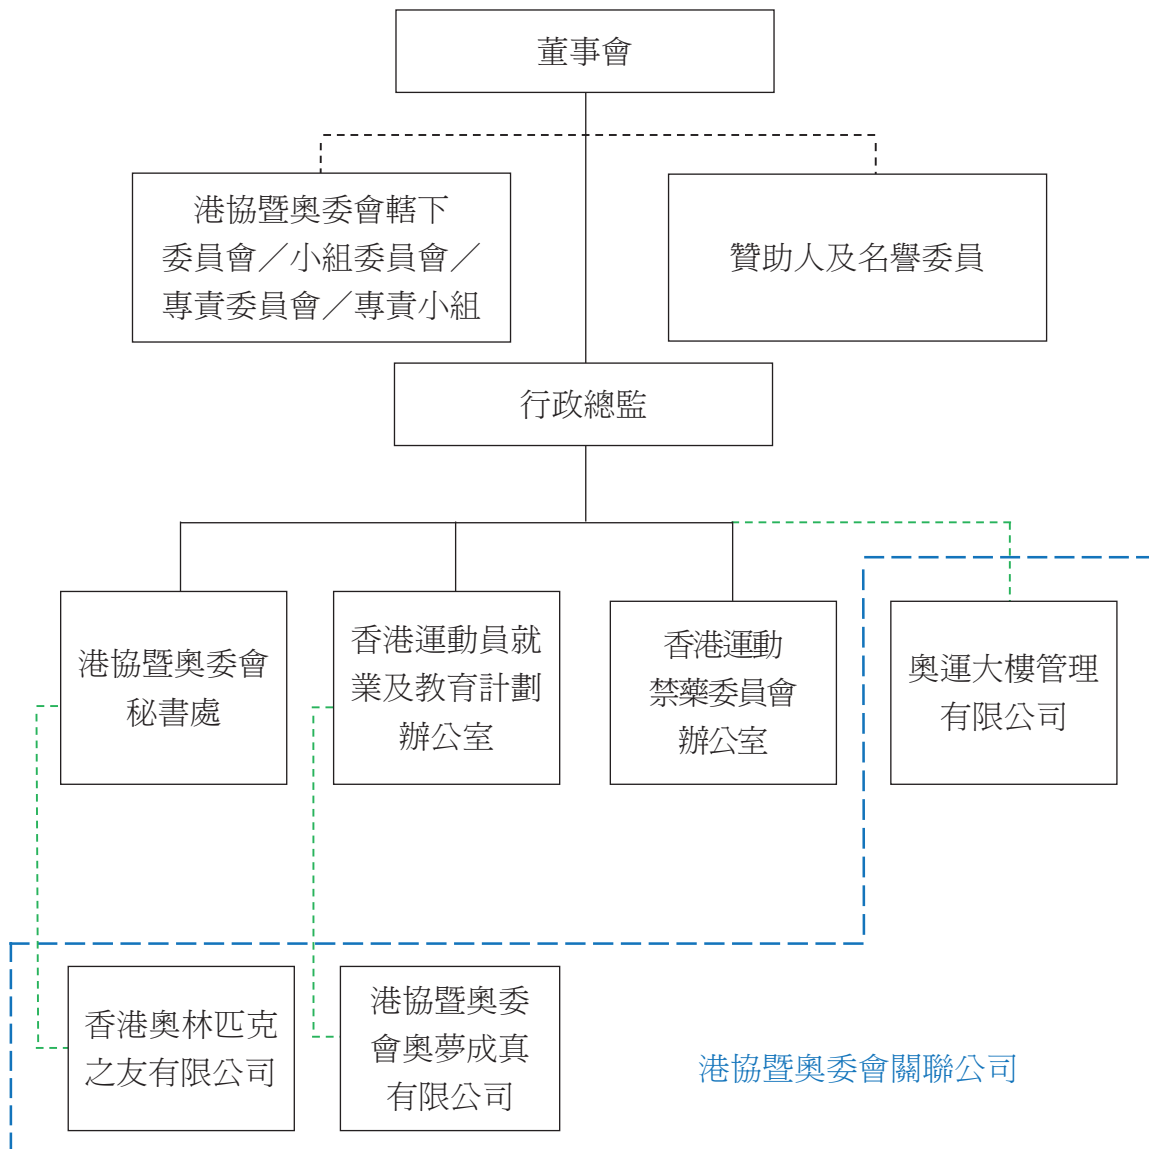 董事會
港協暨奧委會轄下
委員會／小組委員會／
專責委員會／專責小組
贊助人及名譽委員
行政總監
港協暨奧委會
秘書處
香港運動員就
業及教育計劃
辦公室
香港運動
禁藥委員會
辦公室
奧運大樓管理
有限公司
香港奧林匹克
之友有限公司
港協暨奧委
會奧夢成真
有限公司
港協暨奧委會關聯公司